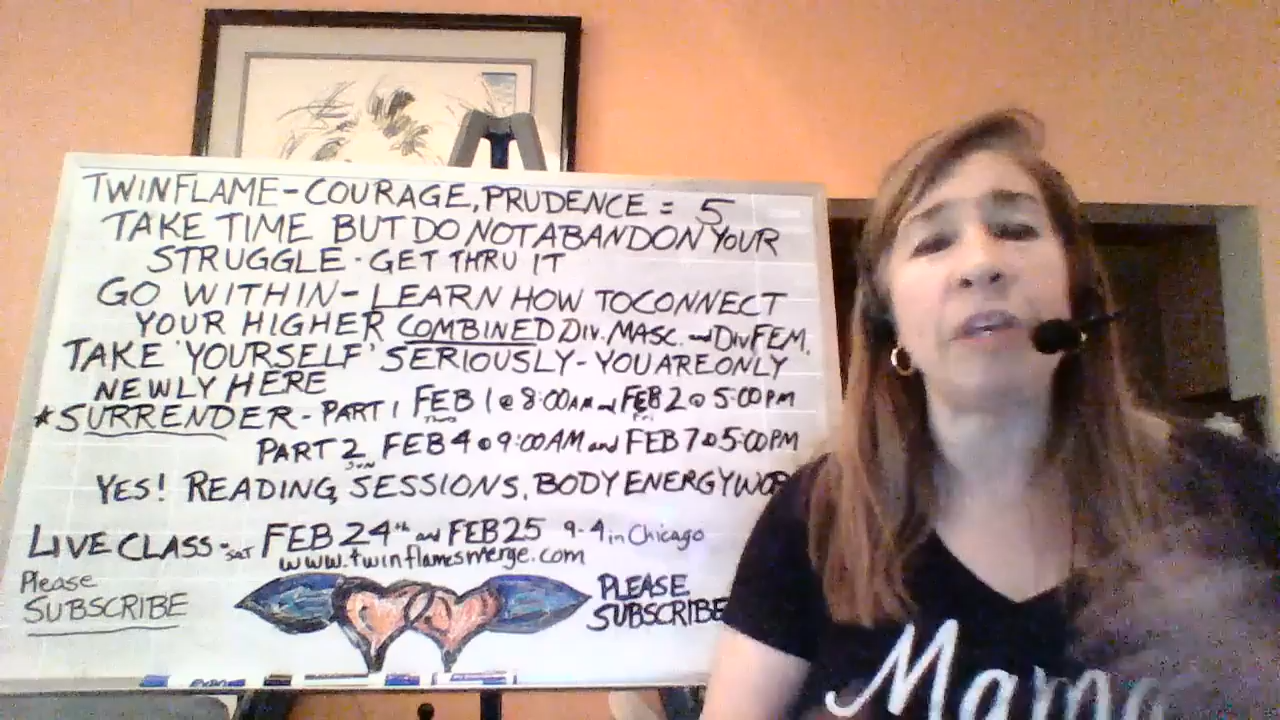 TWINFLAME-COURAGE, PRUDENCE = 5
TAKE TIME BUT DO NOT ABANDON YOUR
STRUGGLE - GET THRU IT
GO WITHIN - LEARN HOW TO CONNECT
YOUR HIGHER COMBINED DIV. MASC. and DIV FEM.
TAKE 'YOURSELF' SERIOUSLY - YOU ARE ONLY
NEWLY HERE
*SURRENDER - PART 1 FEB 1 @ 8:00AM and FEB 2 @ 5:00PM
Thurs Fri
PART 2 FEB 4 @ 9:00AM and FEB 7 @ 5:00PM
SUN
YES! READING, SESSIONS, BODY ENERGY
LIVE CLASS - SAT FEB 24th and FEB 25 9-4 in Chicago
www.twinflamesmerge.com
Please
SUBSCRIBE
PLEASE
SUBSCRIBE
Mama